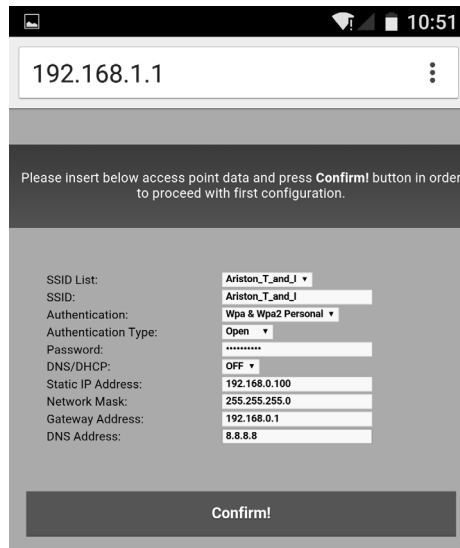 10:51
192.168.1.1
Please insert below access point data and press Confirm! button in order
to proceed with first configuration.
SSID List: Ariston_T_and_I
SSID: Ariston_T_and_I
Authentication: Wpa & Wpa2 Personal
Authentication Type: Open
Password: ··········
DNS/DHCP: OFF
Static IP Address: 192.168.0.100
Network Mask: 255.255.255.0
Gateway Address: 192.168.0.1
DNS Address: 8.8.8.8
Confirm!